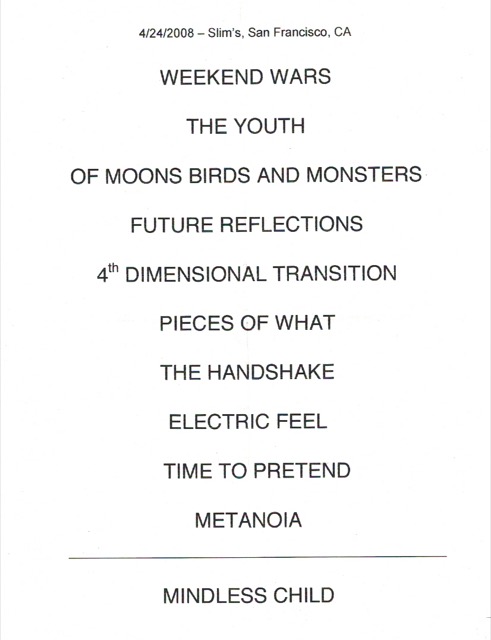 4/24/2008 – Slim's, San Francisco, CA
WEEKEND WARS
THE YOUTH
OF MOONS BIRDS AND MONSTERS
FUTURE REFLECTIONS
4th DIMENSIONAL TRANSITION
PIECES OF WHAT
THE HANDSHAKE
ELECTRIC FEEL
TIME TO PRETEND
METANOIA
MINDLESS CHILD